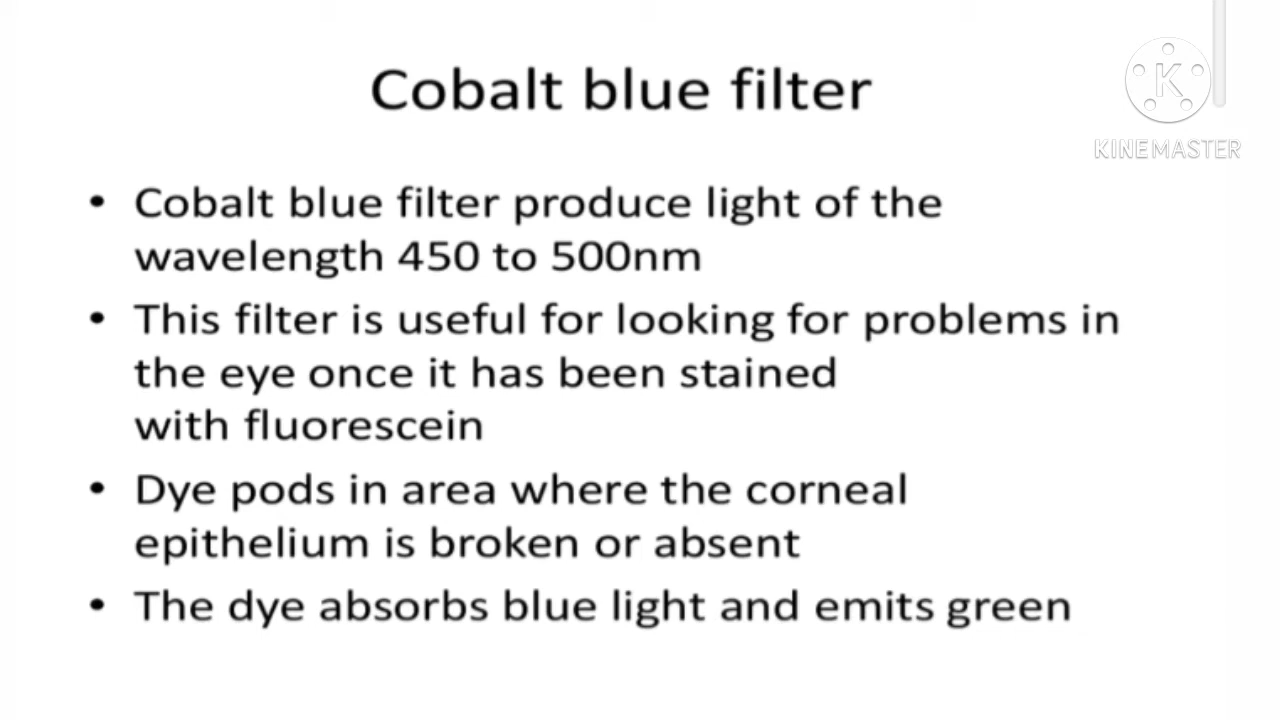 Cobalt blue filter
K
KINEMASTER
• Cobalt blue filter produce light of the
wavelength 450 to 500nm
• This filter is useful for looking for problems in
the eye once it has been stained
with fluorescein
• Dye pods in area where the corneal
epithelium is broken or absent
• The dye absorbs blue light and emits green